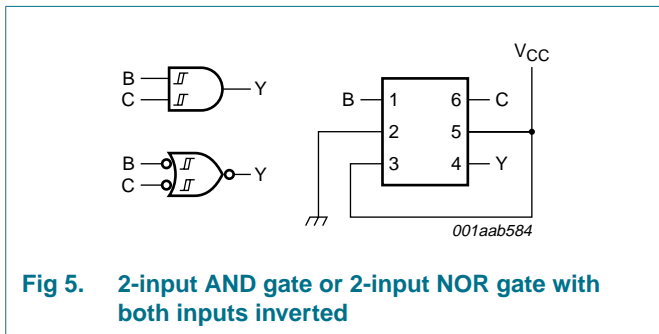 V_CC
B
C
Y
B
C
Y
B 1 6 C
2 5
3 4 Y
001aab584
Fig 5. 2-input AND gate or 2-input NOR gate with
both inputs inverted